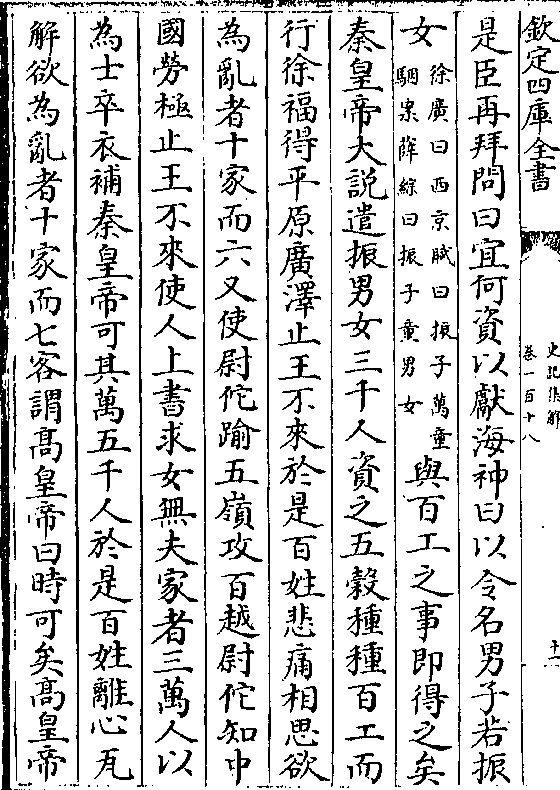 欽定四庫全書
史記集解
卷一百十八
十一
是臣再拜問曰宜何資以獻海神曰以令名男子若振
女徐廣曰西京賦曰振子萬童
騆案薛綜曰振子童男女與百工之事即得之矣
秦皇帝大說遣振男女三千人資之五榖種種百工而
行徐福得平原廣澤止王不來於是百姓悲痛相思欲
為亂者十家而六又使尉佗踰五嶺攻百越尉佗知中
國勞極止王不來使人上書求女無夫家者三萬人以
為士卒衣補秦皇帝可其萬五千人於是百姓離心瓦
解欲為亂者十家而七客謂髙皇帝曰時可矣髙皇帝